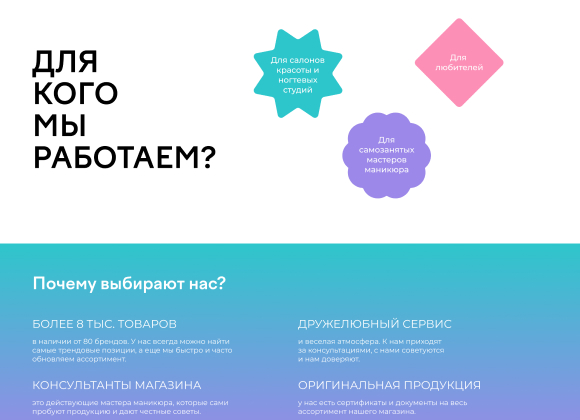 ДЛЯ
КОГО
МЫ
РАБОТАЕМ?
Для салонов
красоты и
ногтевых
студий
Для
любителей
Для
самозанятых
мастеров
маникюра
Почему выбирают нас?
БОЛЕЕ 8 ТЫС. ТОВАРОВ
в наличии от 80 брендов. У нас всегда можно найти
самые трендовые позиции, а еще мы быстро и часто
обновляем ассортимент.
ДРУЖЕЛЮБНЫЙ СЕРВИС
и веселая атмосфера. К нам приходят
за консультациями, с нами советуются
и нам доверяют.
КОНСУЛЬТАНТЫ МАГАЗИНА
это действующие мастера маникюра, которые сами
пробуют продукцию и дают честные советы.
ОРИГИНАЛЬНАЯ ПРОДУКЦИЯ
у нас есть сертификаты и документы на весь
ассортимент нашего магазина.